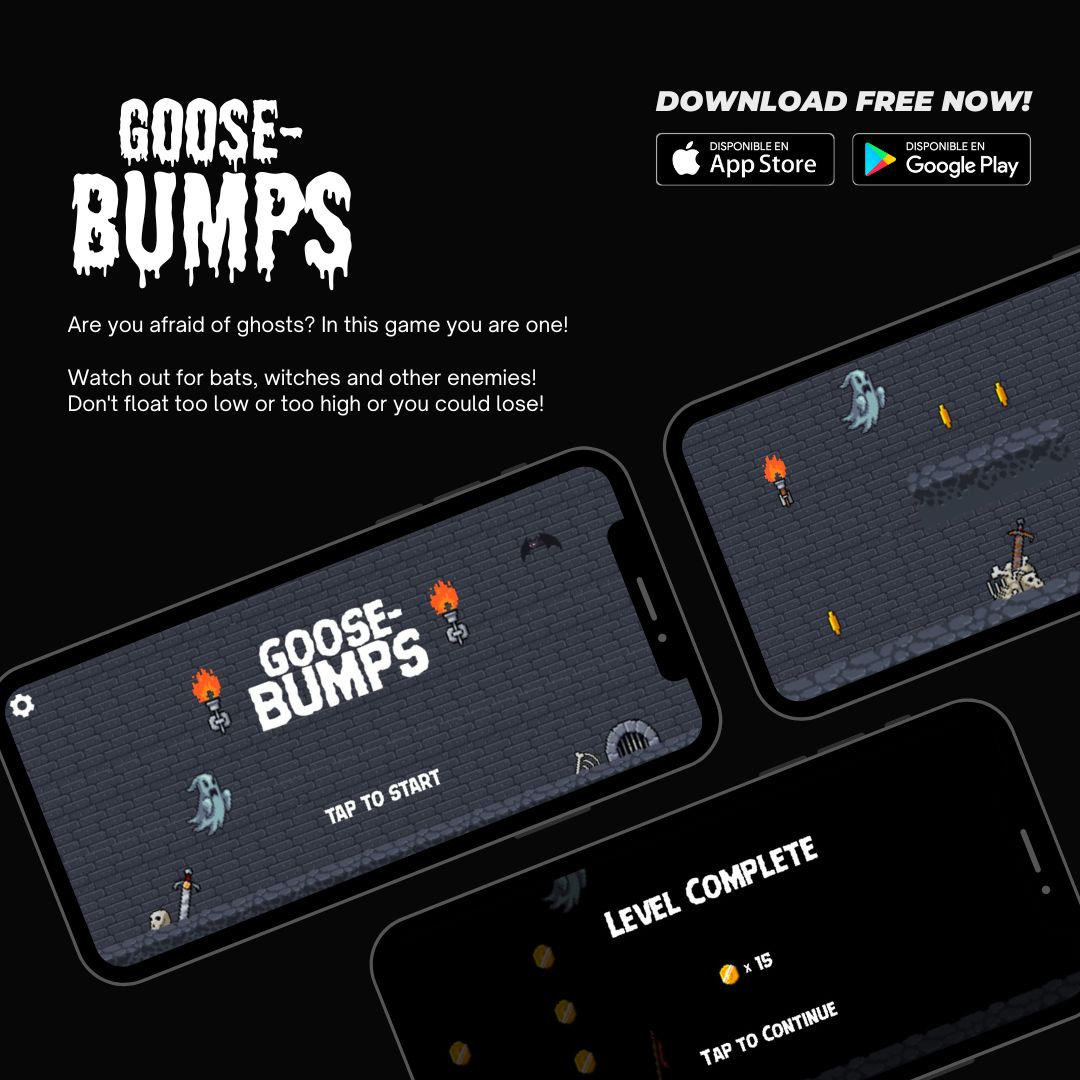 GOOSE-
BUMPS
DOWNLOAD FREE NOW!
DISPONIBLE EN
App Store
DISPONIBLE EN
Google Play
Are you afraid of ghosts? In this game you are one!
Watch out for bats, witches and other enemies!
Don't float too low or too high or you could lose!
GOOSE-
BUMPS
TAP TO START
LEVEL COMPLETE
x 15
TAP TO CONTINUE